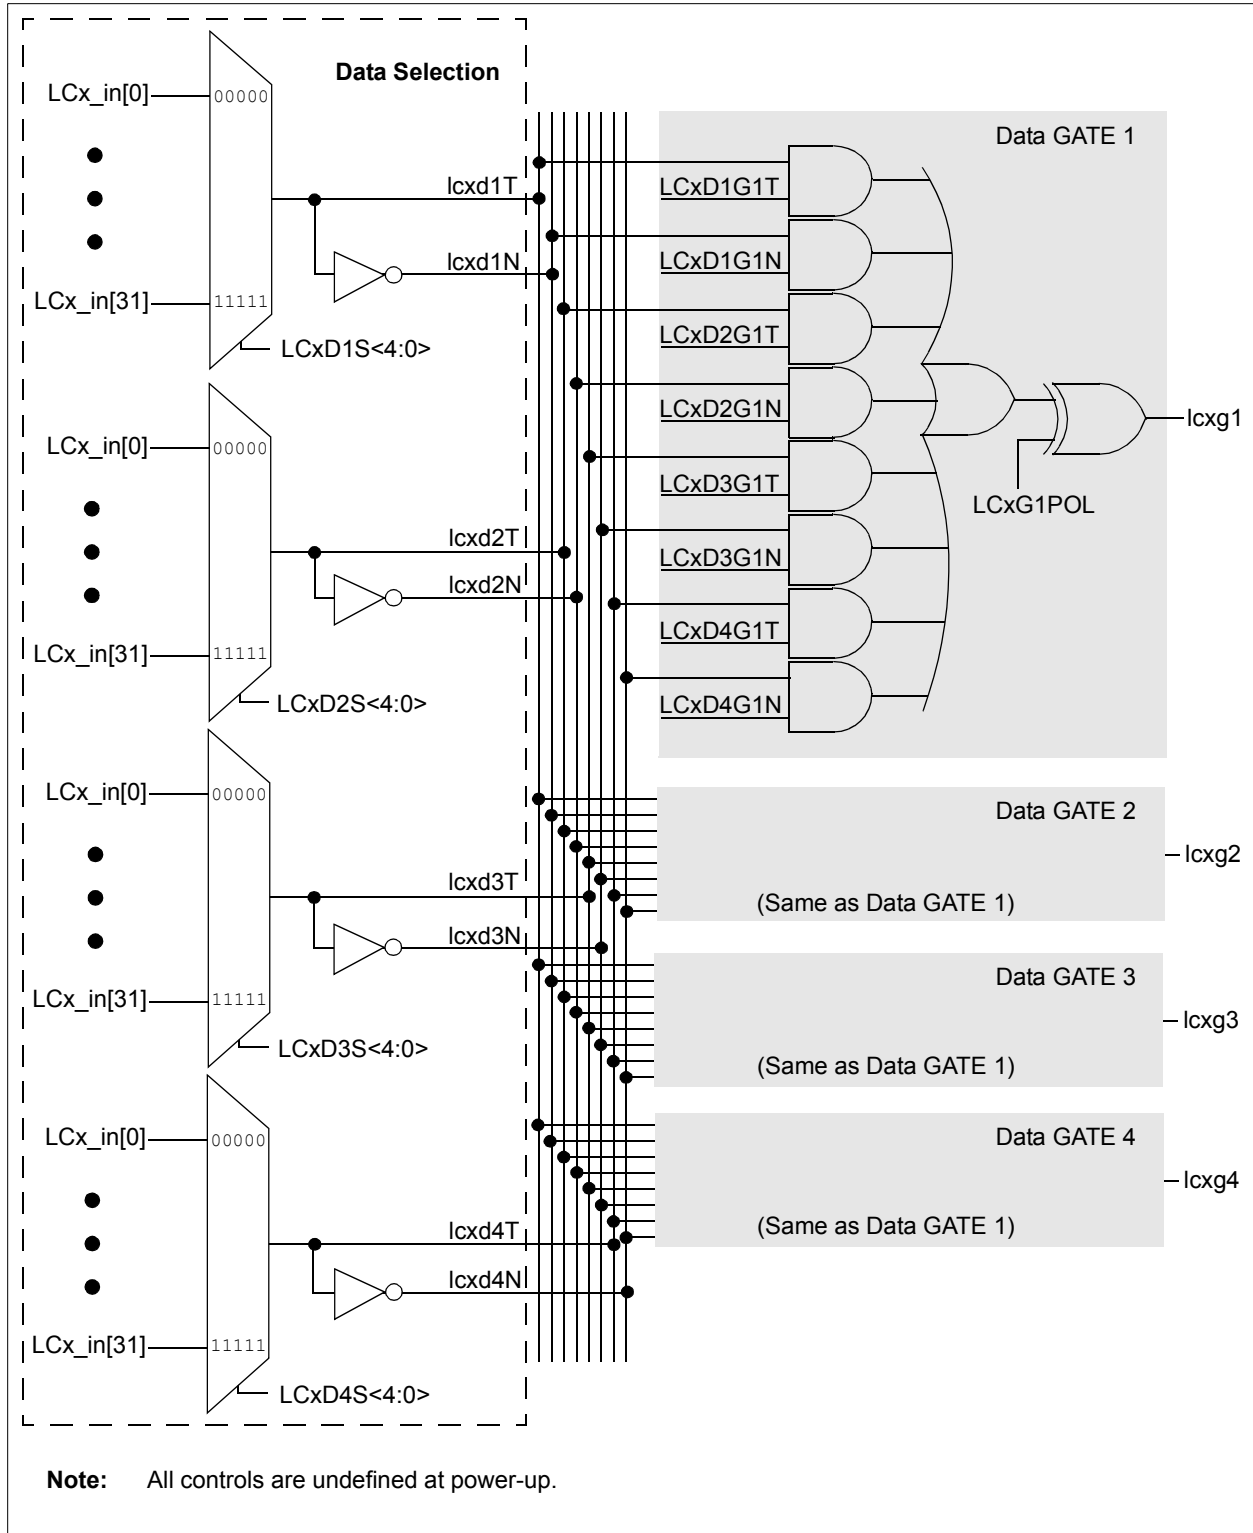 Data Selection
LCx_in[0]
00000
lcxd1T
lcxd1N
LCx_in[31]
11111
LCxD1S<4:0>
LCx_in[0]
00000
lcxd2T
lcxd2N
LCx_in[31]
11111
LCxD2S<4:0>
LCx_in[0]
00000
lcxd3T
lcxd3N
LCx_in[31]
11111
LCxD3S<4:0>
LCx_in[0]
00000
lcxd4T
lcxd4N
LCx_in[31]
11111
LCxD4S<4:0>
Data GATE 1
LCxD1G1T
LCxD1G1N
LCxD2G1T
LCxD2G1N
LCxD3G1T
LCxD3G1N
LCxD4G1T
LCxD4G1N
LCxG1POL
lcxg1
Data GATE 2
(Same as Data GATE 1)
lcxg2
Data GATE 3
(Same as Data GATE 1)
lcxg3
Data GATE 4
(Same as Data GATE 1)
lcxg4
Note: All controls are undefined at power-up.